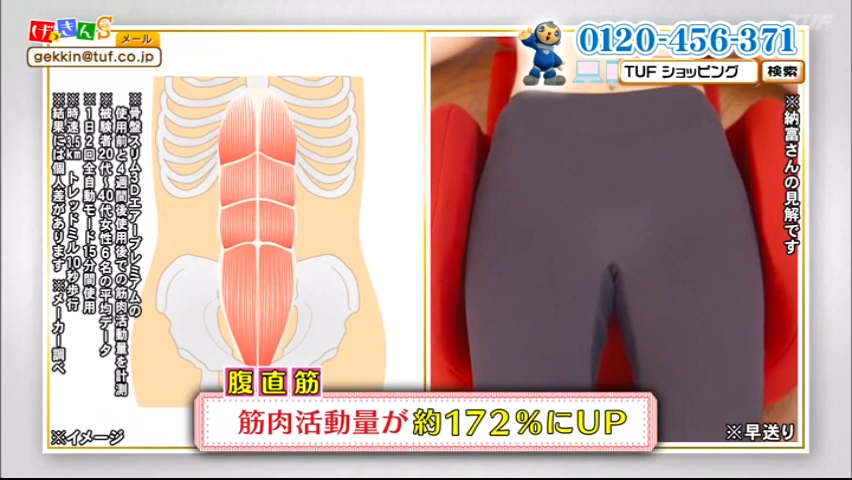 げっきんS
メール
gekkin@tuf.co.jp
0120-456-371
TUF ショッピング 検索
TUF
※骨盤スリム3Dエアープレミアムの
使用前と4週間後使用後での筋肉活動量を計測
※被験者20代~40代女性6名の平均データ
※1日2回全自動モード15分間使用
※時速3.5km トレッドミル10秒歩行
※結果には個人差があります ※メーカー調べ
※納富さんの見解です
腹直筋
筋肉活動量が 約172%にUP
※イメージ
※早送り